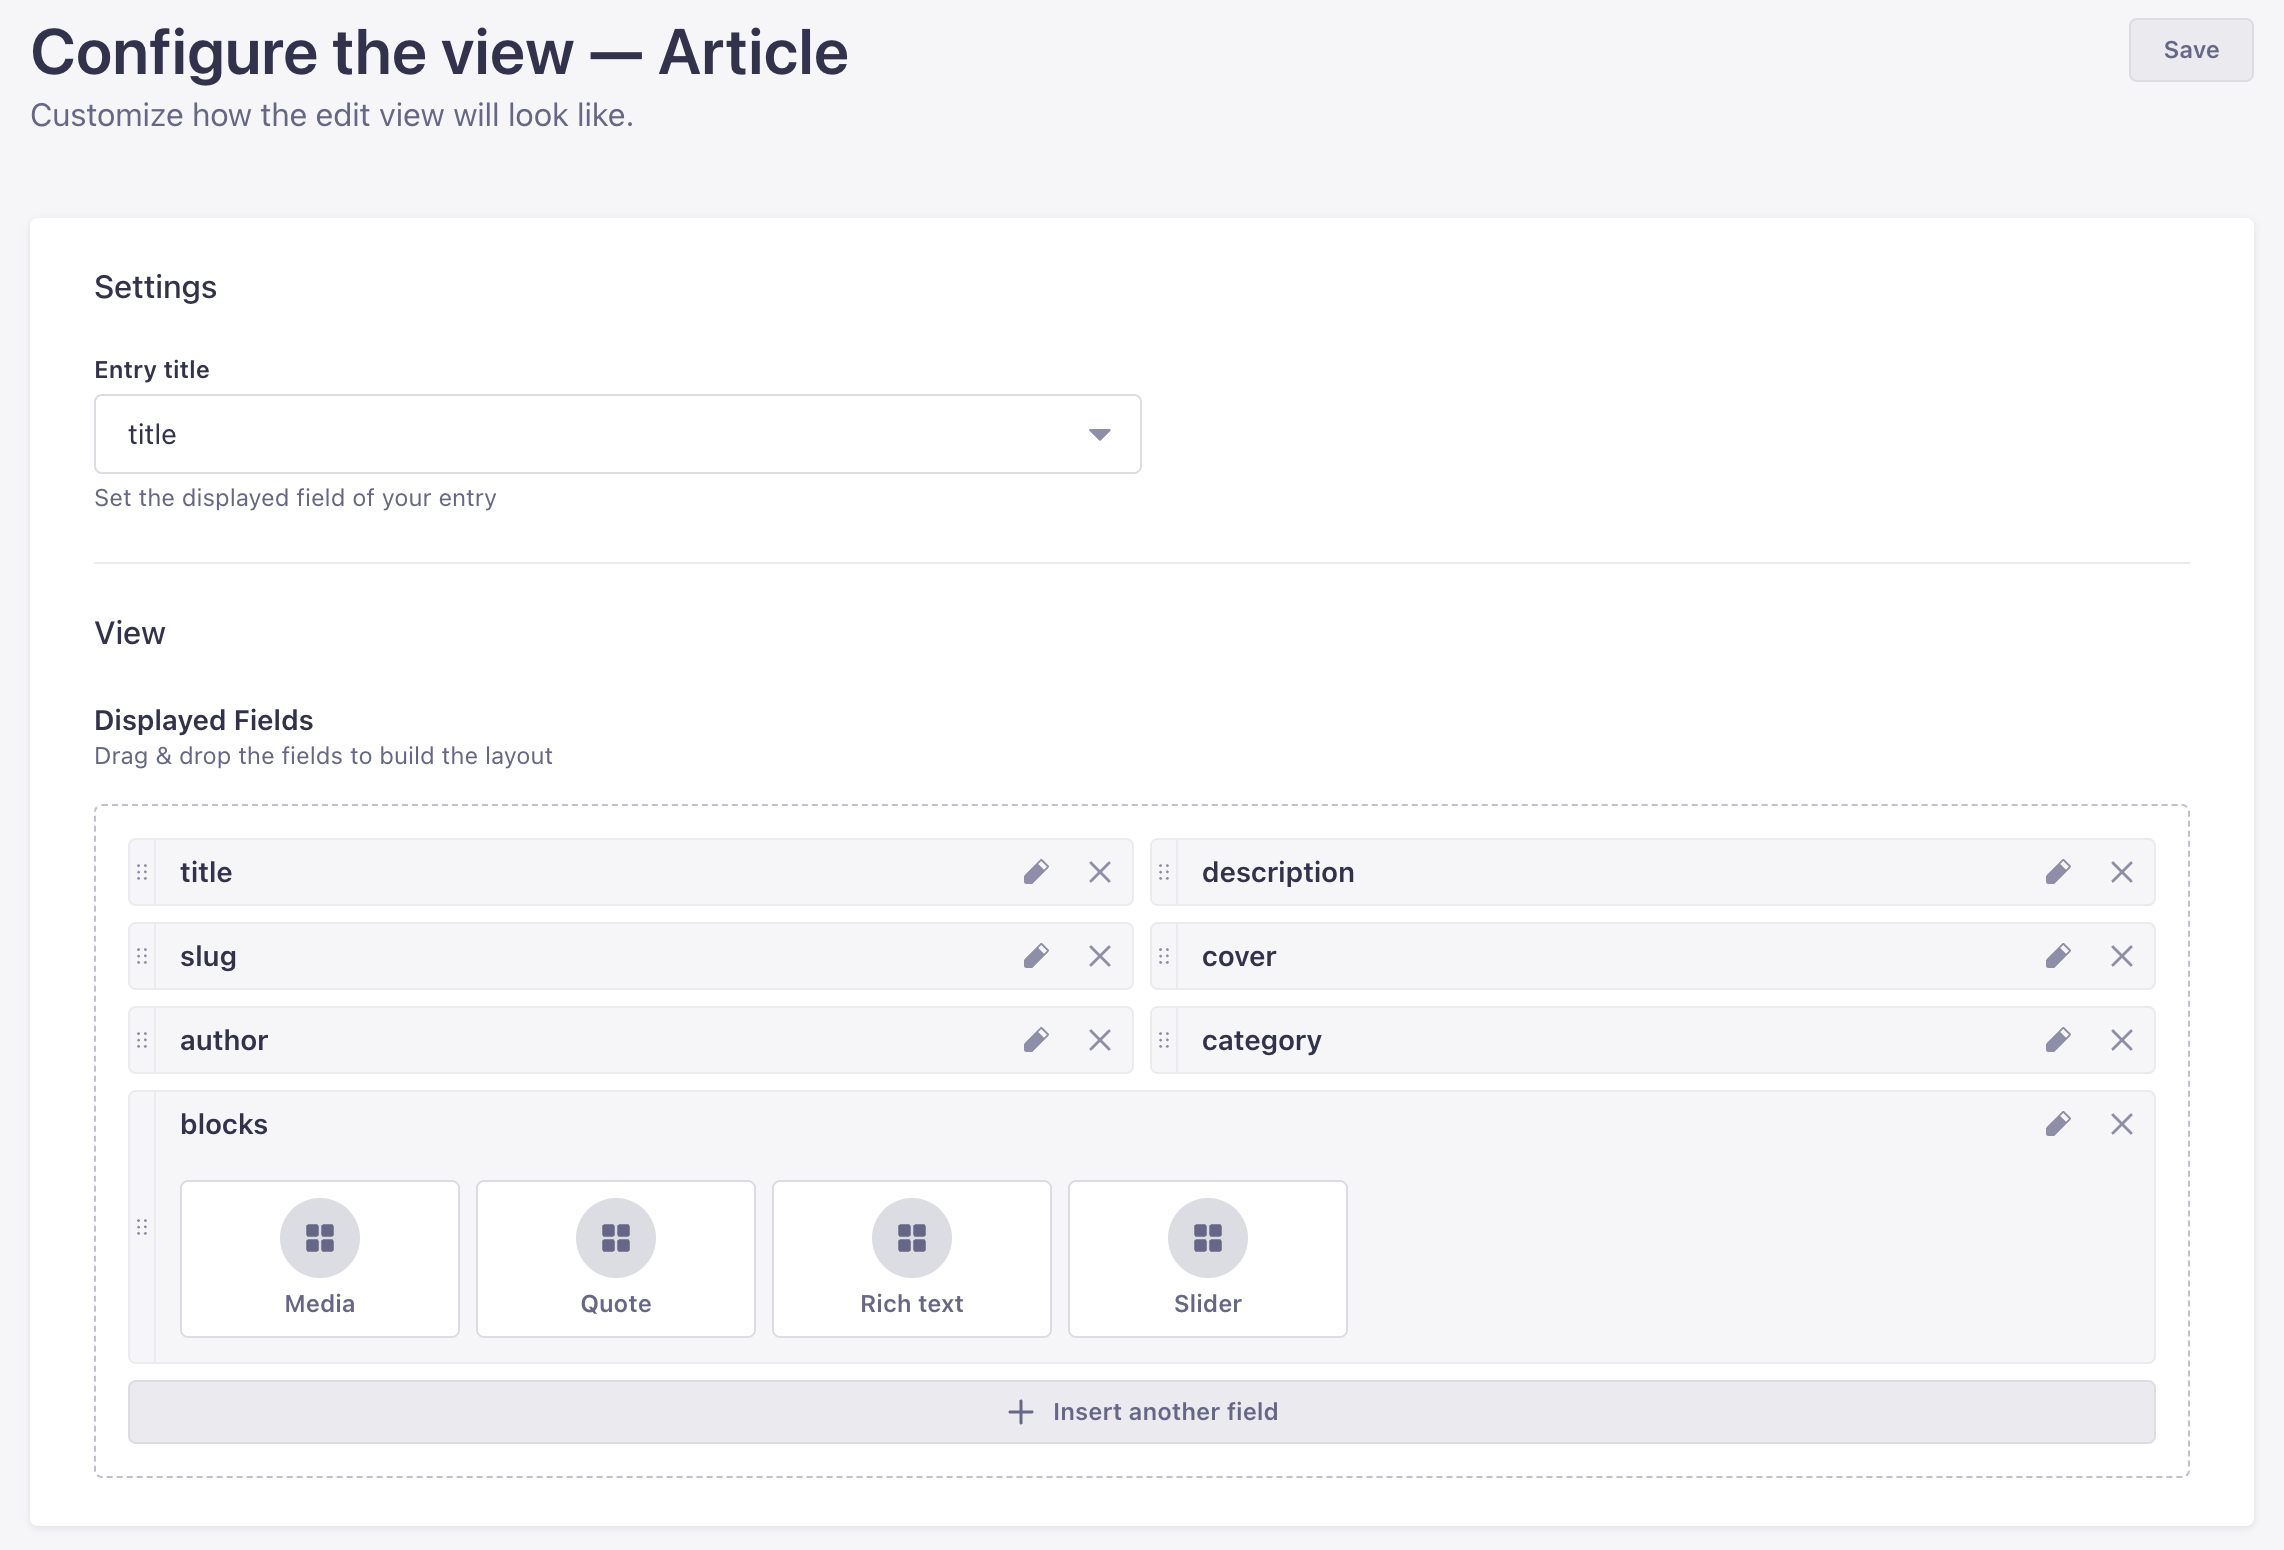 Configure the view — Article
Save
Customize how the edit view will look like.
Settings
Entry title
title
Set the displayed field of your entry
View
Displayed Fields
Drag & drop the fields to build the layout
title
description
slug
cover
author
category
blocks
Media
Quote
Rich text
Slider
Insert another field